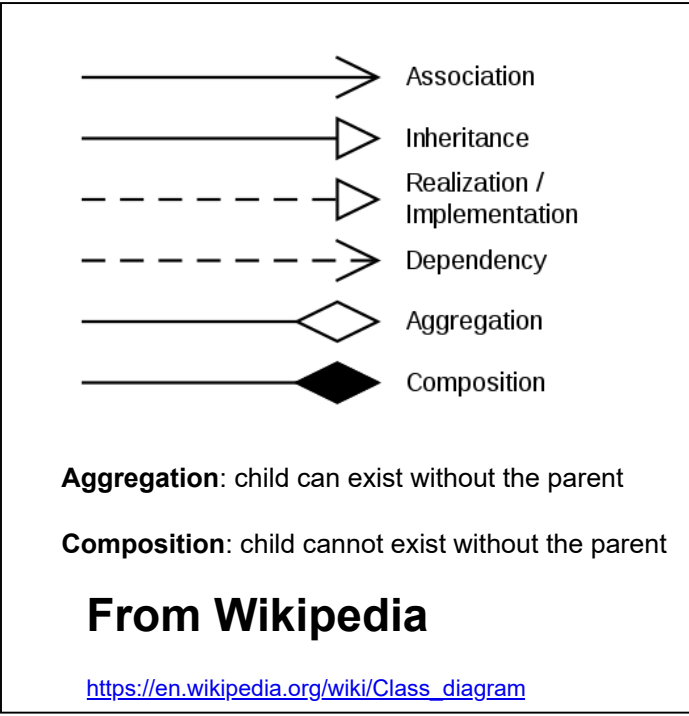 Association
Inheritance
Realization /
Implementation
Dependency
Aggregation
Composition
Aggregation: child can exist without the parent
Composition: child cannot exist without the parent
From Wikipedia
https://en.wikipedia.org/wiki/Class_diagram